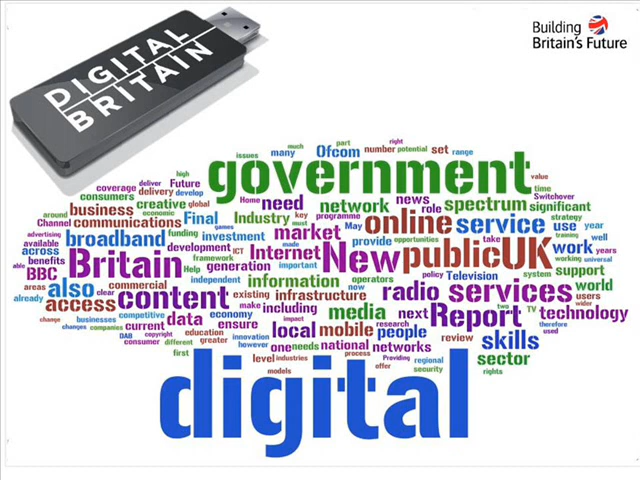 DIGITAL
BRITAIN
Building
Britain's Future
much part right
issues many Ofcom number potential set range
high government value
coverage deliver Future time
consumers delivery develop need network news spectrum Switchover
business creative global Home role significant
around economic Final Industry key programme online service strategy
Channel communications games must May use year
advertising funding investment market provide opportunities take training well
available broadband made New public UK work years
across development ICT Internet working universal
able BBC Britain Help framework generation important policy Television system support
benefits independent information operators
areas also clear commercial existing infrastructure now radio services world
already access content make including media next Report two TV users
wider
change competitive economy impact technology
businesses current data ensure local mobile research people therefore
changes companies copyright education innovation review skills used
DAB consumer different greater however one needs national networks
first level industries process Providing regional sector
models offer security rights
digital